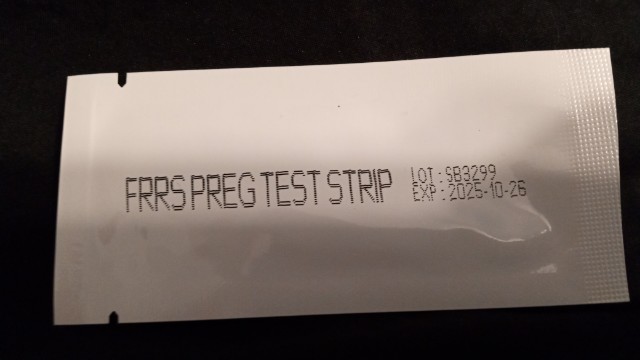 FRRS PREG TEST STRIP
LOT: SB3299
EXP: 2025-10-26